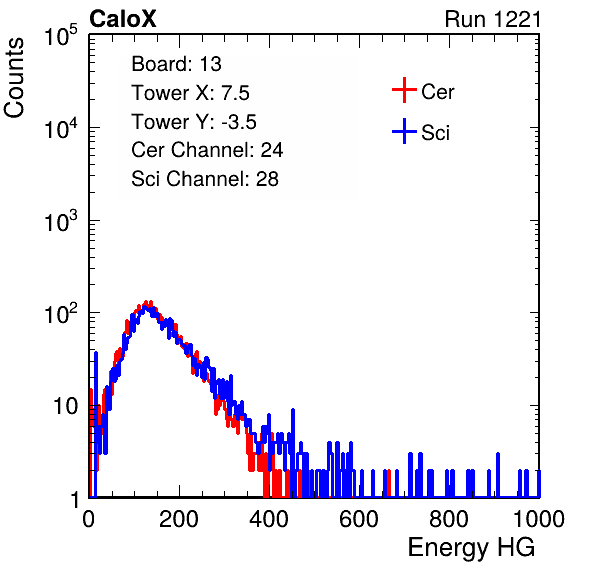 CaloX Run 1221
Board: 13
Tower X: 7.5
Tower Y: -3.5
Cer Channel: 24
Sci Channel: 28
Cer
Sci
Counts
10^5
10^4
10^3
10^2
10
1
0 200 400 600 800 1000
Energy HG